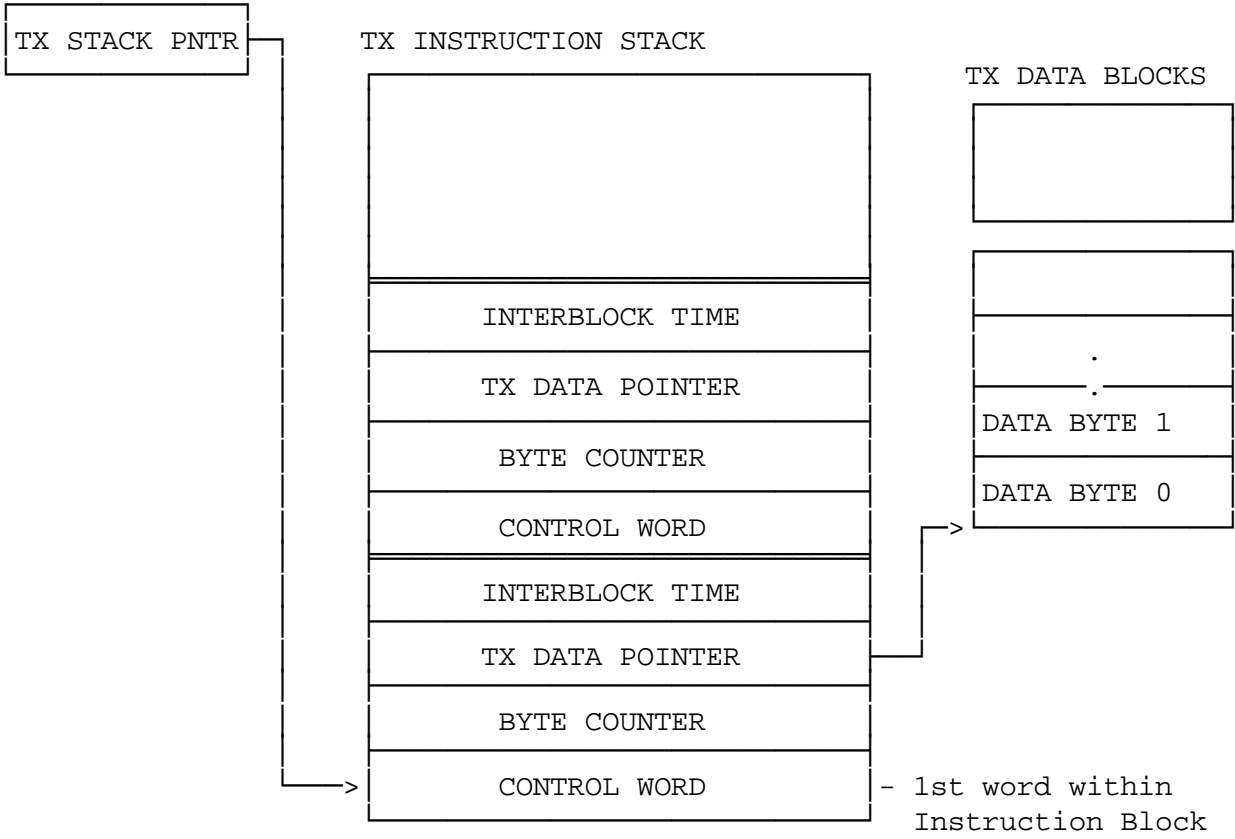 TX STACK PNTR
TX INSTRUCTION STACK
TX DATA BLOCKS
INTERBLOCK TIME
TX DATA POINTER
BYTE COUNTER
CONTROL WORD
INTERBLOCK TIME
TX DATA POINTER
BYTE COUNTER
CONTROL WORD
.
.
DATA BYTE 1
DATA BYTE 0
- 1st word within
Instruction Block